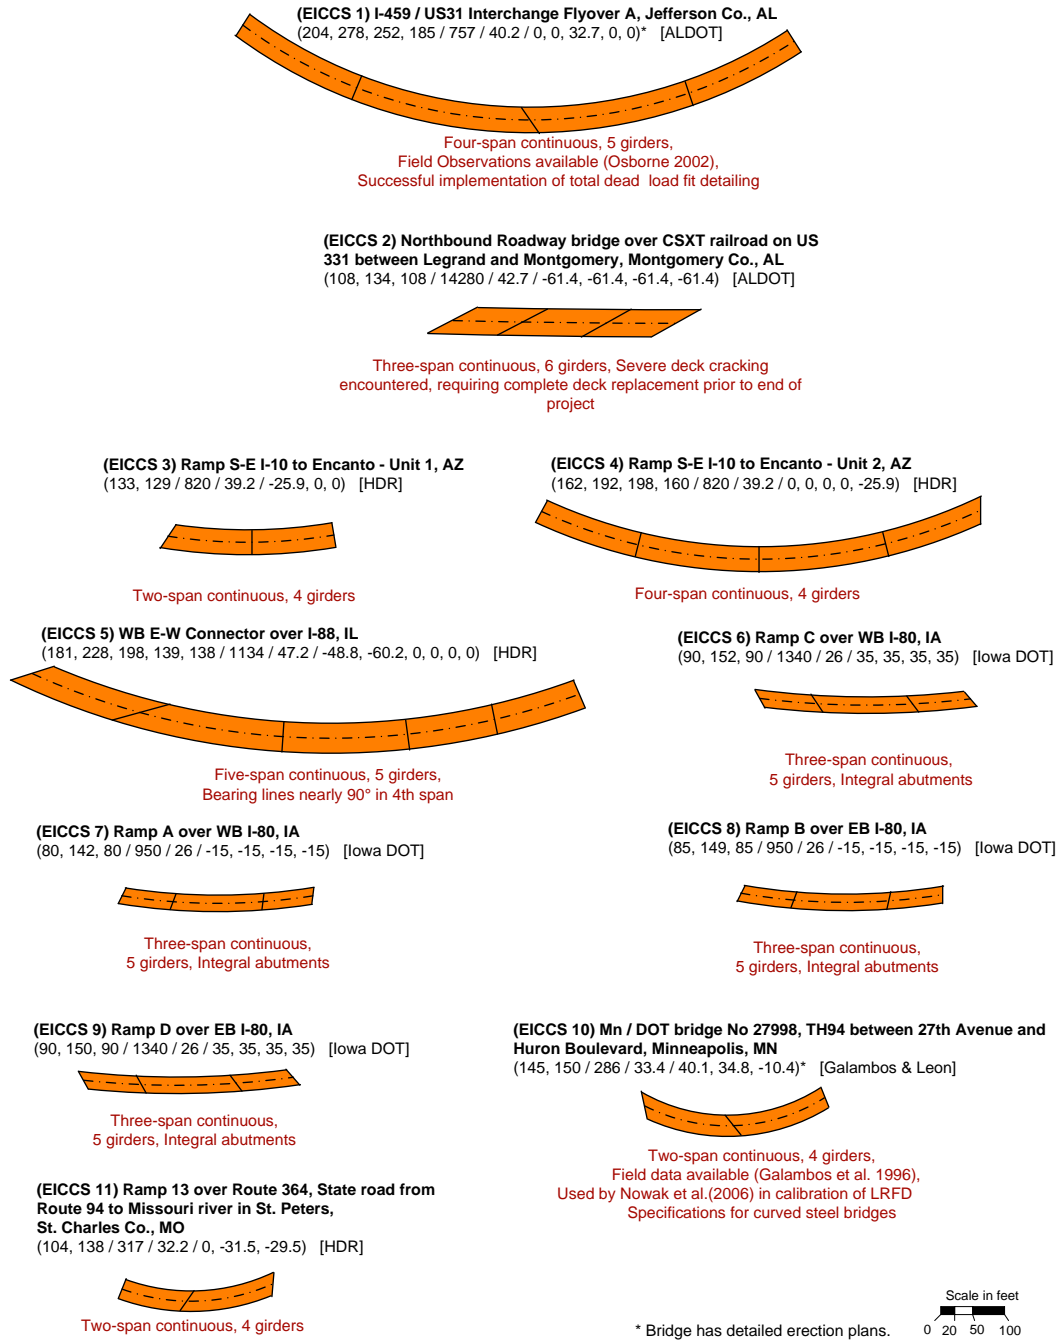 (EICCS 1) I-459 / US31 Interchange Flyover A, Jefferson Co., AL
(204, 278, 252, 185 / 757 / 40.2 / 0, 0, 32.7, 0, 0)* [ALDOT]
Four-span continuous, 5 girders,
Field Observations available (Osborne 2002),
Successful implementation of total dead load fit detailing
(EICCS 2) Northbound Roadway bridge over CSXT railroad on US
331 between Legrand and Montgomery, Montgomery Co., AL
(108, 134, 108 / 14280 / 42.7 / -61.4, -61.4, -61.4, -61.4) [ALDOT]
Three-span continuous, 6 girders, Severe deck cracking
encountered, requiring complete deck replacement prior to end of
project
(EICCS 3) Ramp S-E I-10 to Encanto - Unit 1, AZ
(133, 129 / 820 / 39.2 / -25.9, 0, 0) [HDR]
Two-span continuous, 4 girders
(EICCS 4) Ramp S-E I-10 to Encanto - Unit 2, AZ
(162, 192, 198, 160 / 820 / 39.2 / 0, 0, 0, 0, -25.9) [HDR]
Four-span continuous, 4 girders
(EICCS 5) WB E-W Connector over I-88, IL
(181, 228, 198, 139, 138 / 1134 / 47.2 / -48.8, -60.2, 0, 0, 0, 0) [HDR]
Five-span continuous, 5 girders,
Bearing lines nearly 90° in 4th span
(EICCS 6) Ramp C over WB I-80, IA
(90, 152, 90 / 1340 / 26 / 35, 35, 35, 35) [Iowa DOT]
Three-span continuous,
5 girders, Integral abutments
(EICCS 7) Ramp A over WB I-80, IA
(80, 142, 80 / 950 / 26 / -15, -15, -15, -15) [Iowa DOT]
Three-span continuous,
5 girders, Integral abutments
(EICCS 8) Ramp B over EB I-80, IA
(85, 149, 85 / 950 / 26 / -15, -15, -15, -15) [Iowa DOT]
Three-span continuous,
5 girders, Integral abutments
(EICCS 9) Ramp D over EB I-80, IA
(90, 150, 90 / 1340 / 26 / 35, 35, 35, 35) [Iowa DOT]
Three-span continuous,
5 girders, Integral abutments
(EICCS 10) Mn / DOT bridge No 27998, TH94 between 27th Avenue and
Huron Boulevard, Minneapolis, MN
(145, 150 / 286 / 33.4 / 40.1, 34.8, -10.4)* [Galambos & Leon]
Two-span continuous, 4 girders,
Field data available (Galambos et al. 1996),
Used by Nowak et al.(2006) in calibration of LRFD
Specifications for curved steel bridges
(EICCS 11) Ramp 13 over Route 364, State road from
Route 94 to Missouri river in St. Peters,
St. Charles Co., MO
(104, 138 / 317 / 32.2 / 0, -31.5, -29.5) [HDR]
Two-span continuous, 4 girders
* Bridge has detailed erection plans.
Scale in feet
0 20 50 100